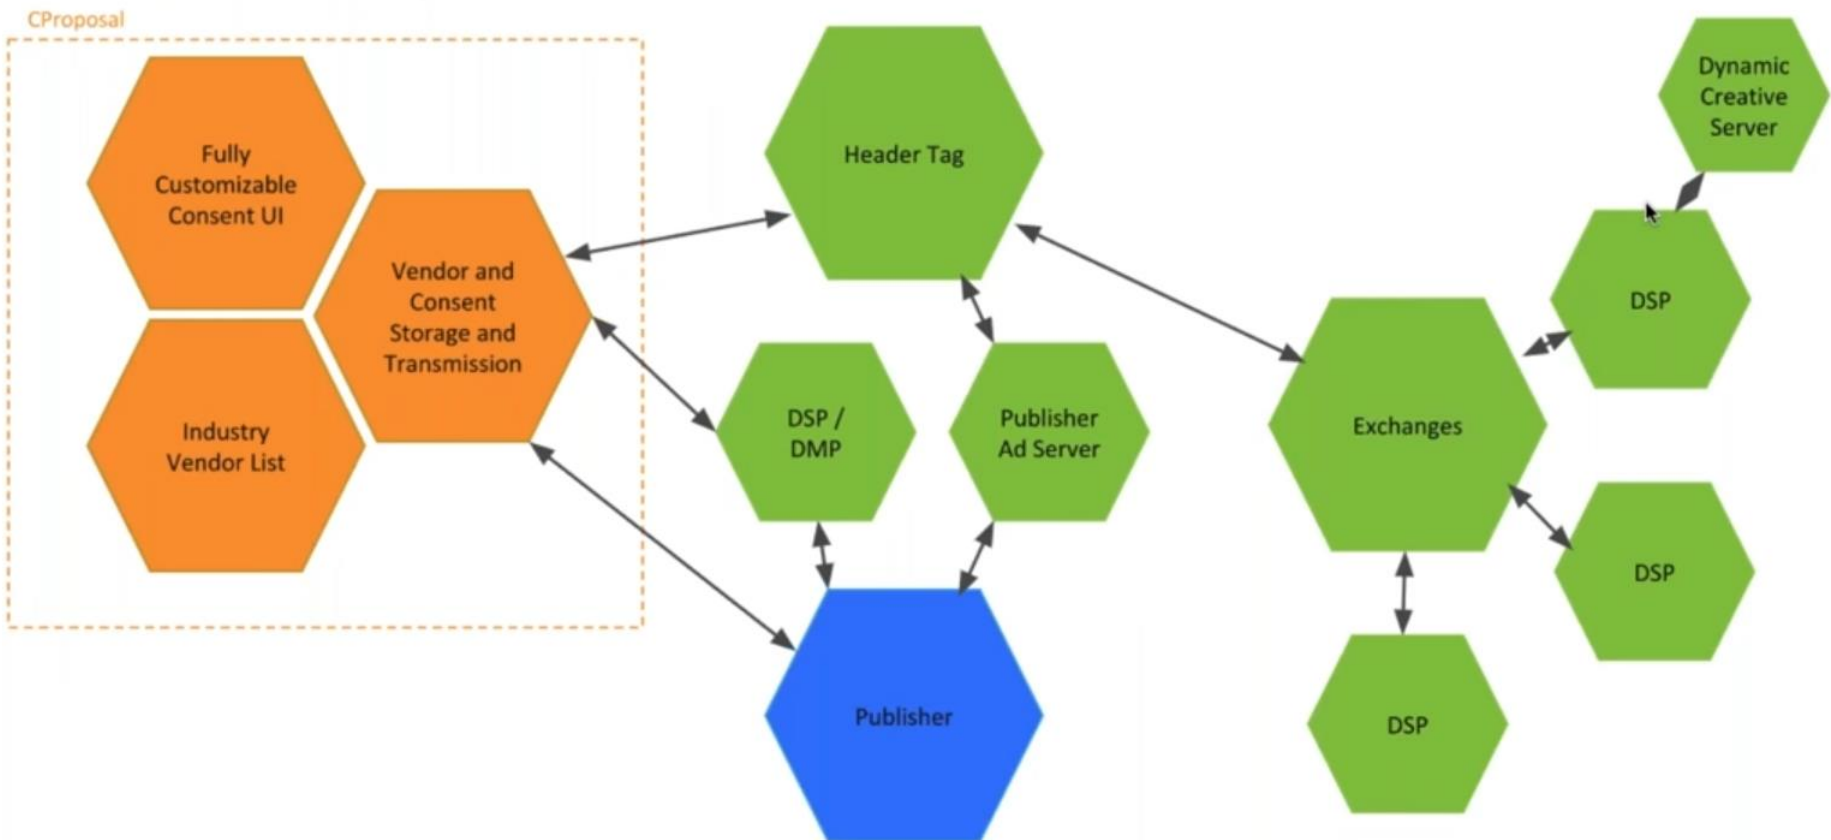 CProposal
Fully
Customizable
Consent UI
Vendor and
Consent
Storage and
Transmission
Industry
Vendor List
Header Tag
DSP /
DMP
Publisher
Ad Server
Publisher
Exchanges
Dynamic
Creative
Server
DSP
DSP
DSP